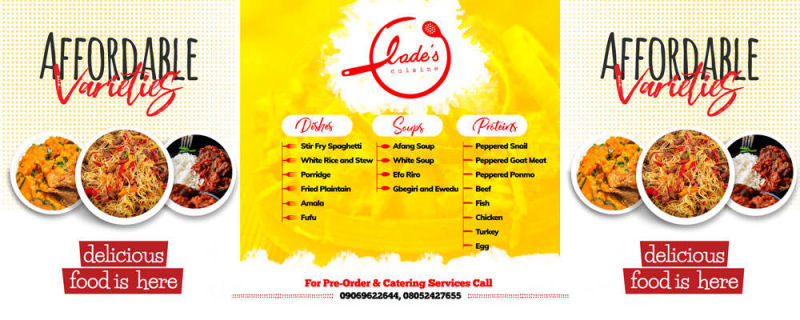 AFFORDABLE
Varieties
delicious
food is here
Lade's
cuisine
Dishes
Stir Fry Spaghetti
White Rice and Stew
Porridge
Fried Plaintain
Amala
Fufu
Soups
Afang Soup
White Soup
Efo Riro
Gbegiri and Ewedu
Proteins
Peppered Snail
Peppered Goat Meat
Peppered Ponmo
Beef
Fish
Chicken
Turkey
Egg
For Pre-Order & Catering Services Call
09069622644, 08052427655
AFFORDABLE
Varieties
delicious
food is here